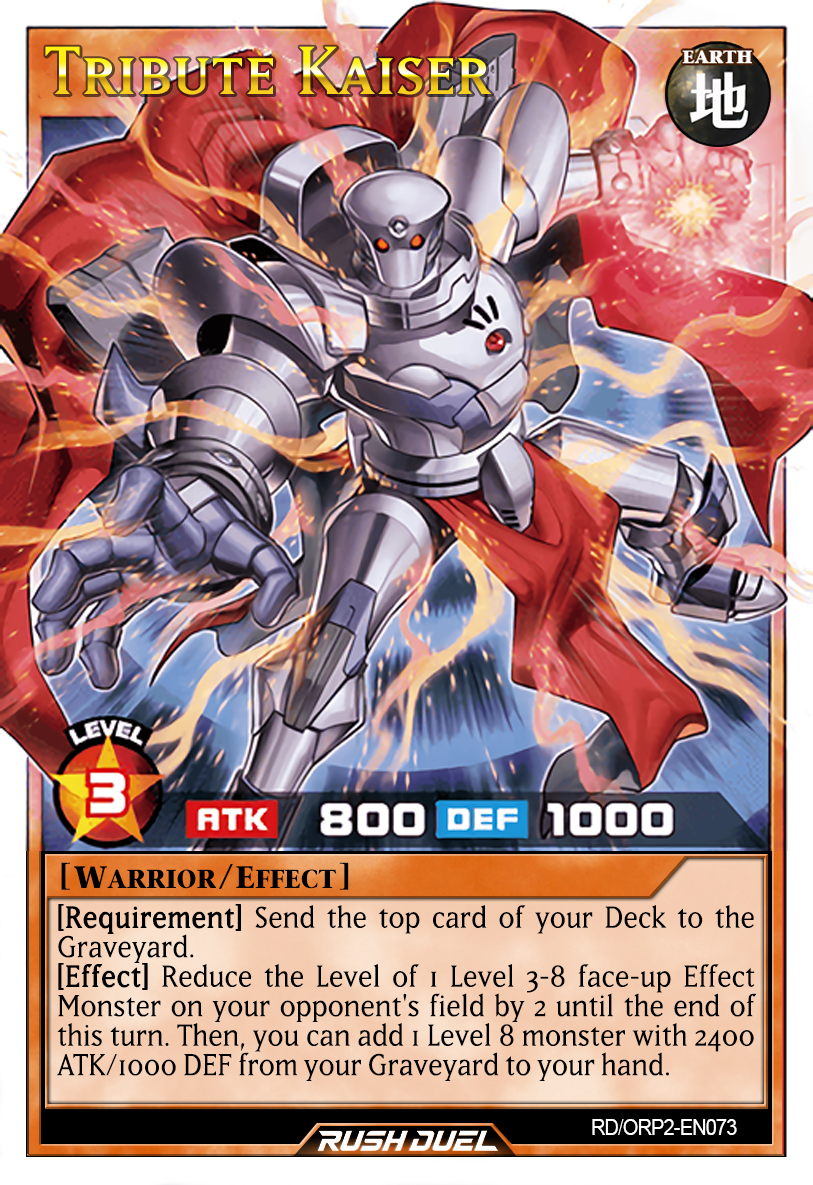 TRIBUTE KAISER
EARTH
地
LEVEL
3
ATK 800 DEF 1000
[WARRIOR/EFFECT]
[Requirement] Send the top card of your Deck to the
Graveyard.
[Effect] Reduce the Level of 1 Level 3-8 face-up Effect
Monster on your opponent's field by 2 until the end of
this turn. Then, you can add 1 Level 8 monster with 2400
ATK/1000 DEF from your Graveyard to your hand.
RD/ORP2-EN073
RUSH DUEL